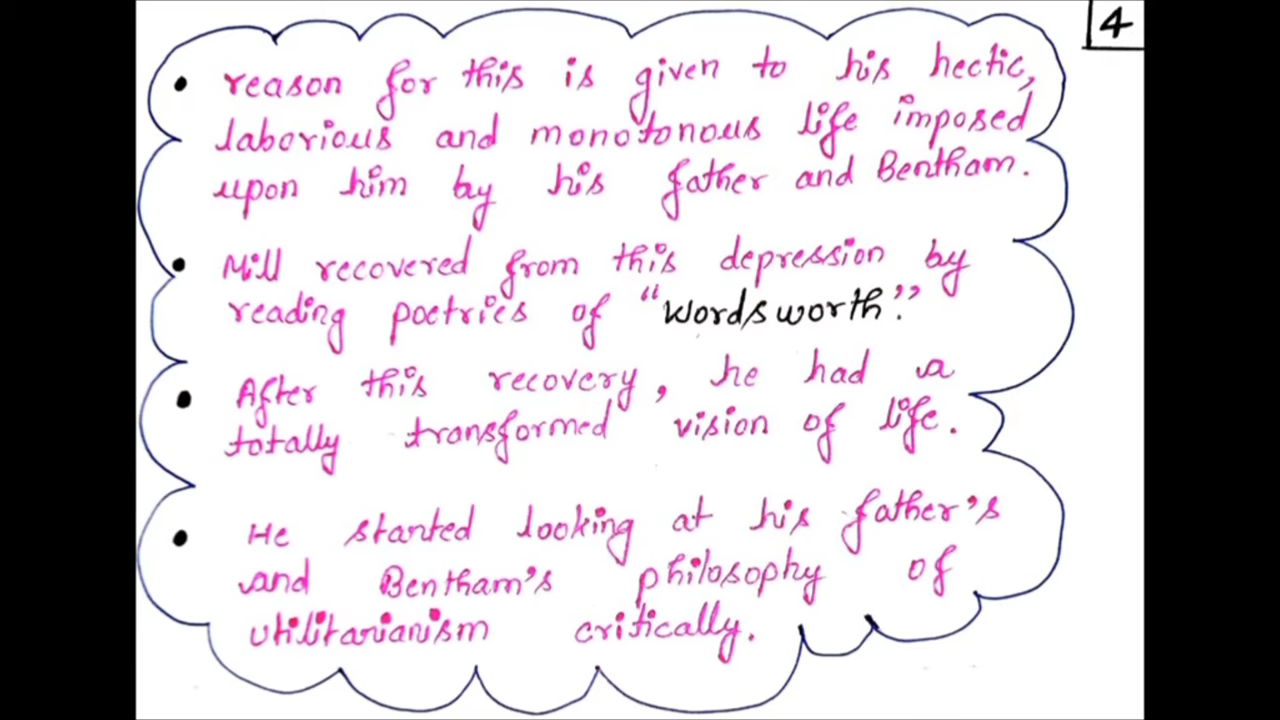 4
• reason for this is given to his hectic,
laborious and monotonous life imposed
upon him by his father and Bentham.
• Mill recovered from this depression by
reading poetries of "Wordsworth."
• After this recovery, he had a
totally transformed vision of life.
• He started looking at his father's
and Bentham's philosophy of
utilitarianism critically.